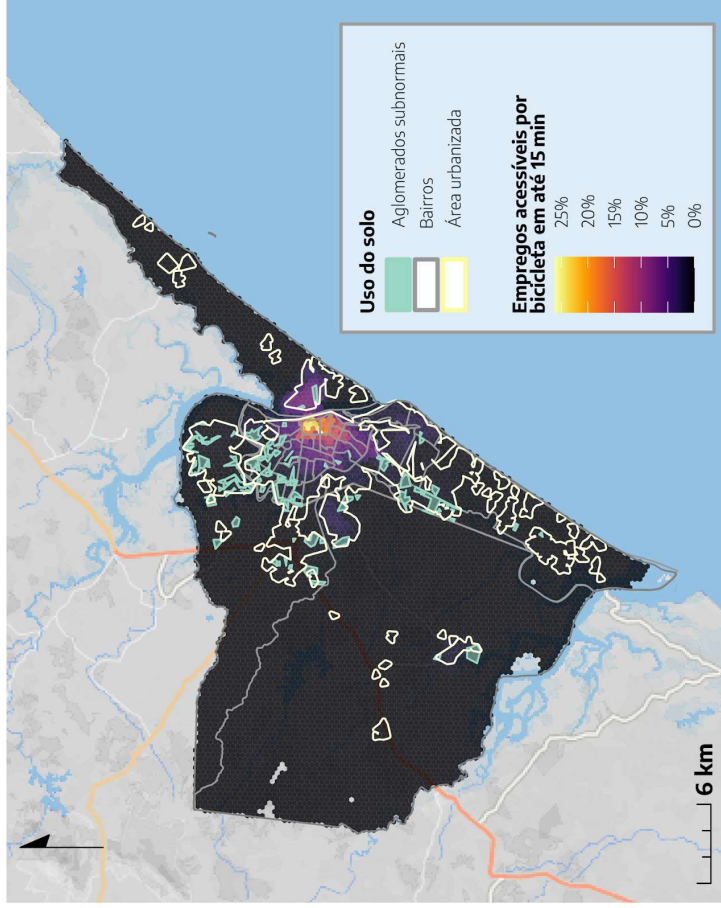 Uso do solo
Aglomerados subnormais
Bairros
Área urbanizada
Empregos acessíveis por
bicicleta em até 15 min
25%
20%
15%
10%
5%
0%
6 km